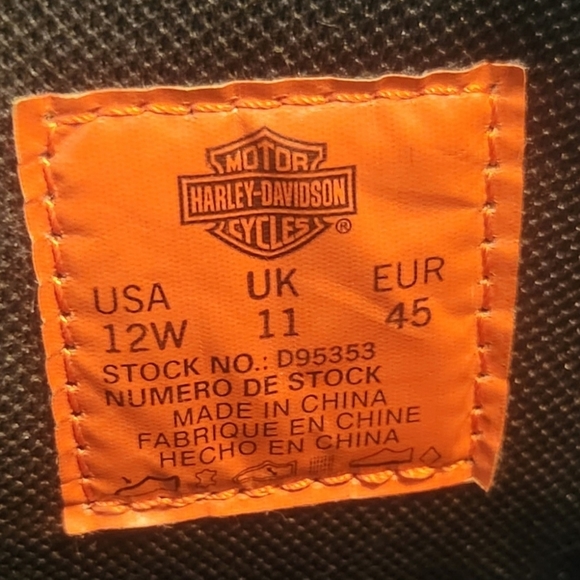 MOTOR
HARLEY-DAVIDSON
CYCLES®
USA UK EUR
12W 11 45
STOCK NO.: D95353
NUMERO DE STOCK
MADE IN CHINA
FABRIQUE EN CHINE
HECHO EN CHINA